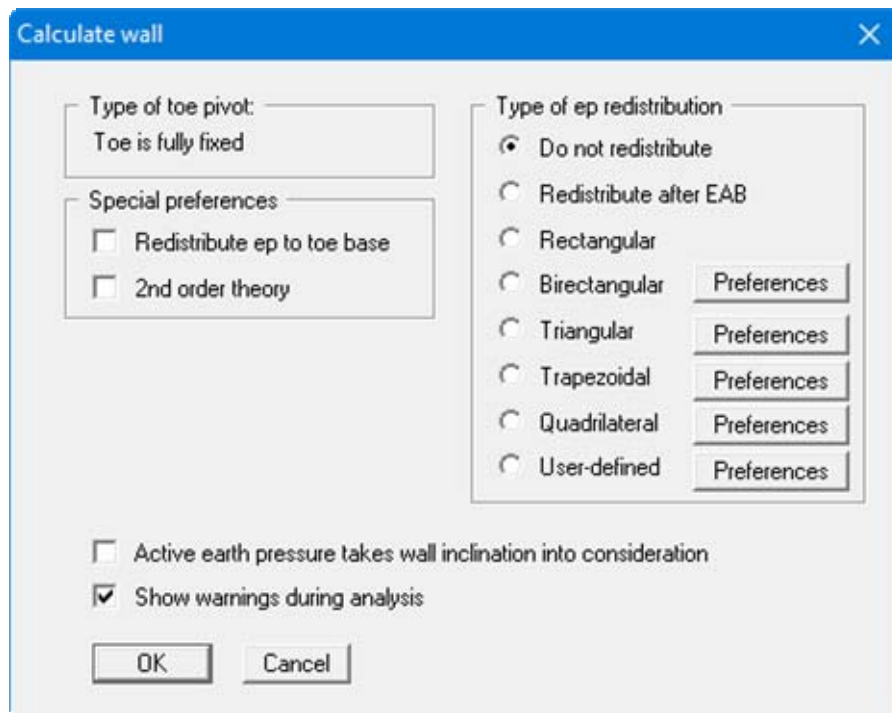 Calculate wall
Type of toe pivot:
Toe is fully fixed
Special preferences
Redistribute ep to toe base
2nd order theory
Type of ep redistribution
Do not redistribute
Redistribute after EAB
Rectangular
Birectangular Preferences
Triangular Preferences
Trapezoidal Preferences
Quadrilateral Preferences
User-defined Preferences
Active earth pressure takes wall inclination into consideration
Show warnings during analysis
OK Cancel